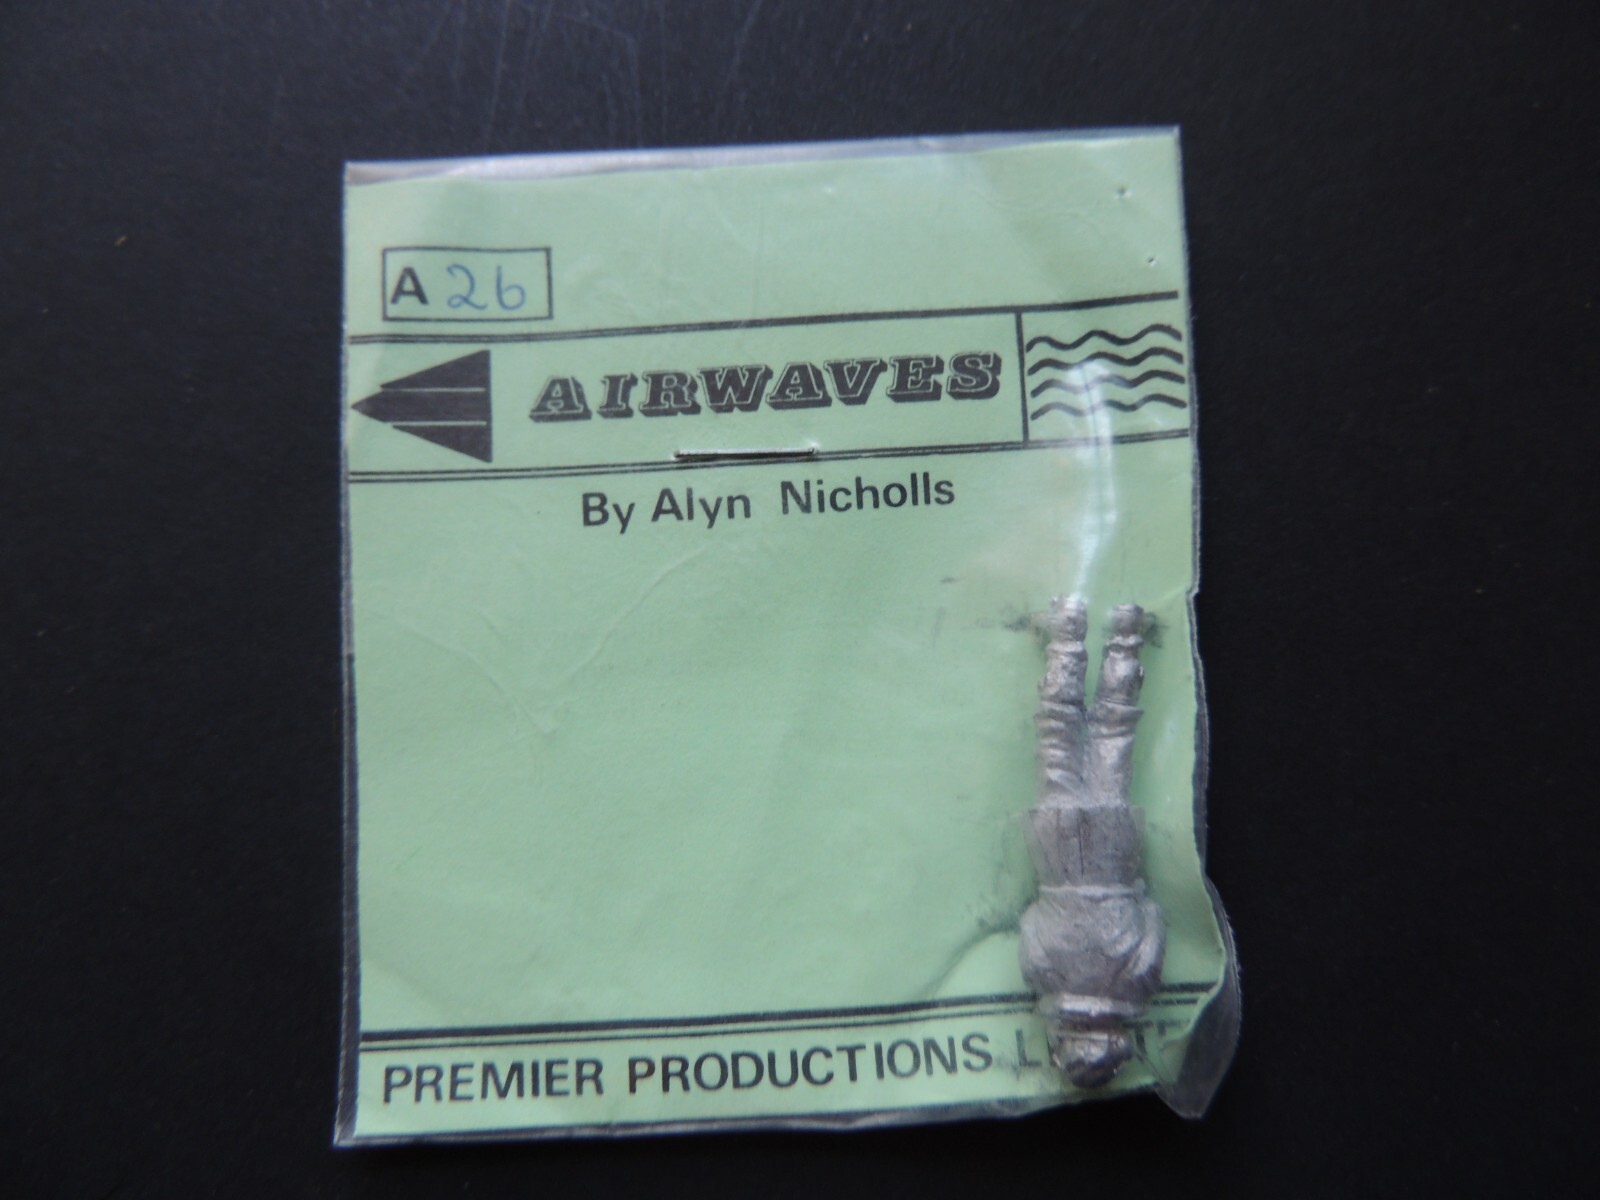 A 26
AIRWAVES
By Alyn Nicholls
PREMIER PRODUCTIONS